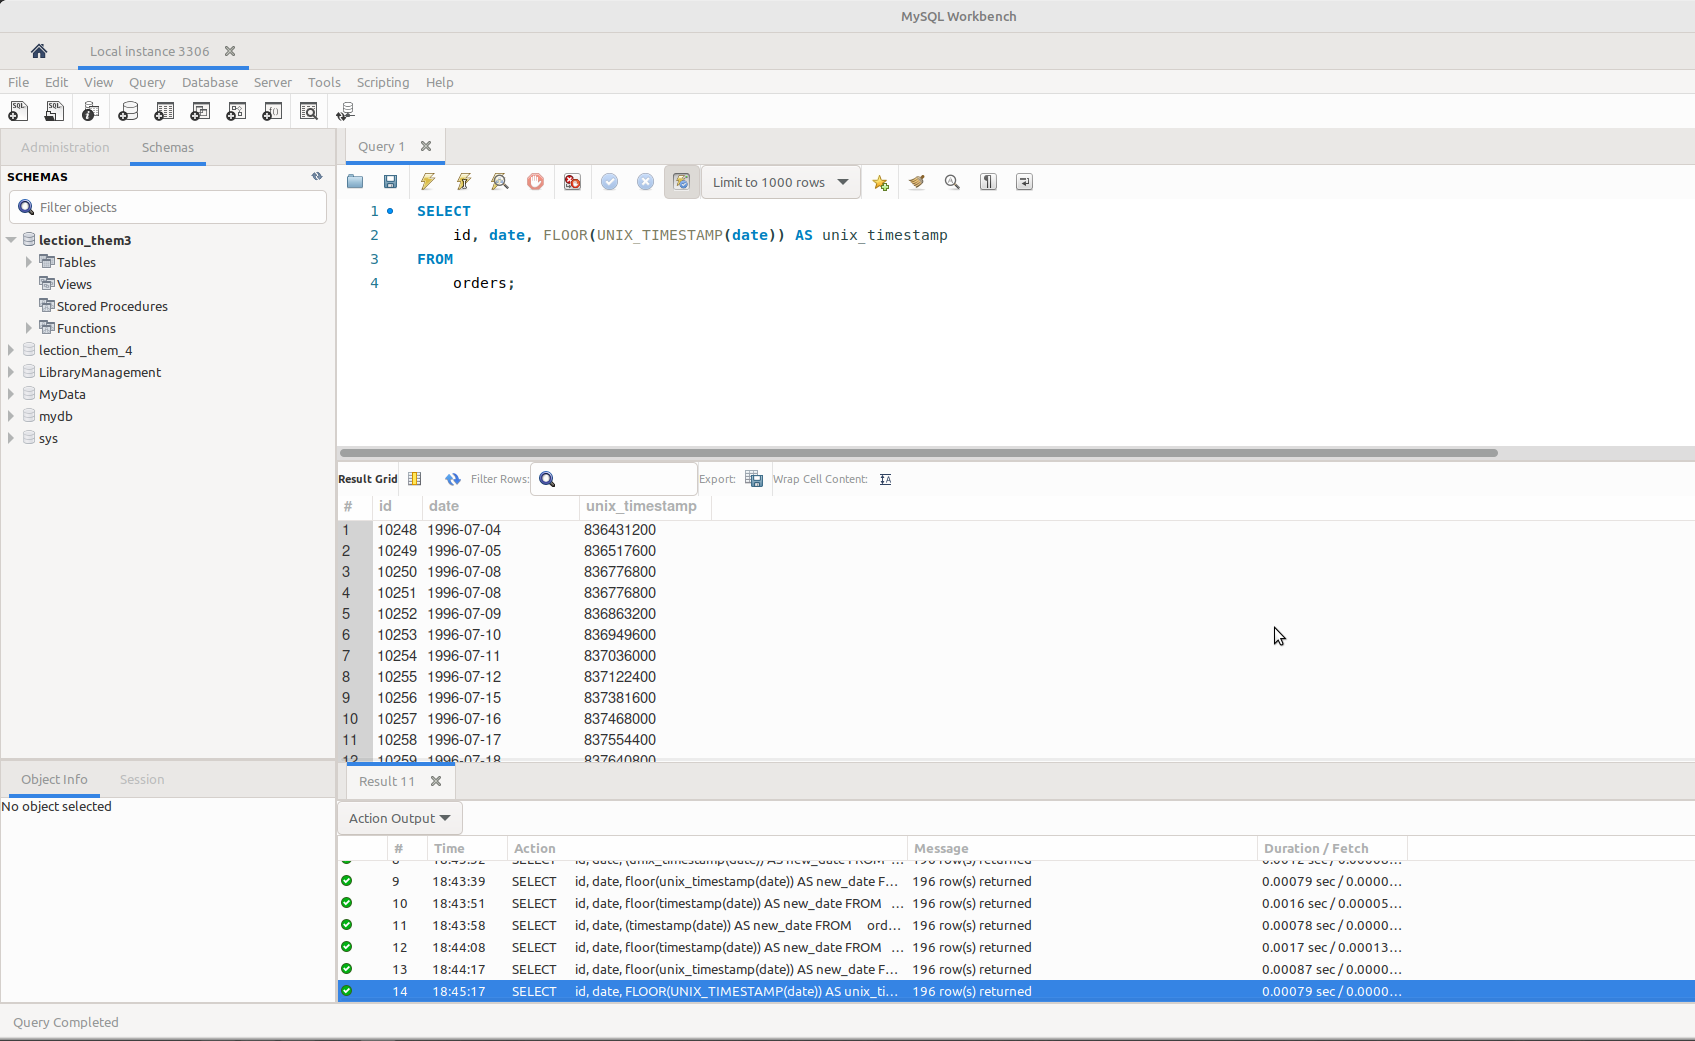 MySQL Workbench
Local instance 3306
File Edit View Query Database Server Tools Scripting Help
Administration Schemas
SCHEMAS
Filter objects
lection_them3
Tables
Views
Stored Procedures
Functions
lection_them_4
LibraryManagement
MyData
mydb
sys
Object Info Session
No object selected
Query 1
Limit to 1000 rows
1 SELECT
2 id, date, FLOOR(UNIX_TIMESTAMP(date)) AS unix_timestamp
3 FROM
4 orders;
Result Grid Filter Rows: Export: Wrap Cell Content:
# id date unix_timestamp
1 10248 1996-07-04 836431200
2 10249 1996-07-05 836517600
3 10250 1996-07-08 836776800
4 10251 1996-07-08 836776800
5 10252 1996-07-09 836863200
6 10253 1996-07-10 836949600
7 10254 1996-07-11 837036000
8 10255 1996-07-12 837122400
9 10256 1996-07-15 837381600
10 10257 1996-07-16 837468000
11 10258 1996-07-17 837554400
12 10259 1996-07-18 837640800
Result 11
Action Output
# Time Action Message Duration / Fetch
8 SELECT id, date, (unix_timestamp(date)) AS new_date FROM ... 196 row(s) returned
9 18:43:39 SELECT id, date, floor(unix_timestamp(date)) AS new_date F... 196 row(s) returned 0.00079 sec / 0.0000...
10 18:43:51 SELECT id, date, floor(timestamp(date)) AS new_date FROM ... 196 row(s) returned 0.0016 sec / 0.00005...
11 18:43:58 SELECT id, date, (timestamp(date)) AS new_date FROM ord... 196 row(s) returned 0.00078 sec / 0.0000...
12 18:44:08 SELECT id, date, floor(timestamp(date)) AS new_date FROM ... 196 row(s) returned 0.0017 sec / 0.00013...
13 18:44:17 SELECT id, date, floor(unix_timestamp(date)) AS new_date F... 196 row(s) returned 0.00087 sec / 0.0000...
14 18:45:17 SELECT id, date, FLOOR(UNIX_TIMESTAMP(date)) AS unix_ti... 196 row(s) returned 0.00079 sec / 0.0000...
Query Completed